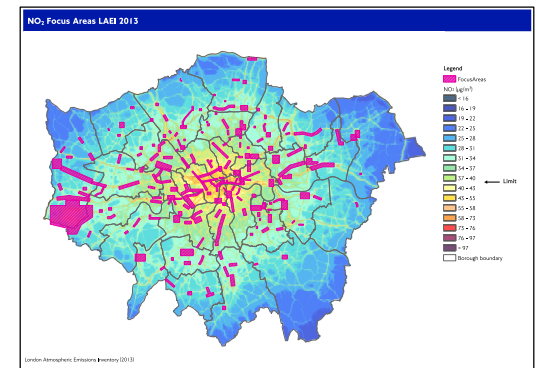 NO₂ Focus Areas LAEI 2013
Legend
FocusAreas
NO₂ (µg/m³)
< 16
16 - 19
19 - 22
22 - 25
25 - 28
28 - 31
31 - 34
34 - 37
37 - 40
40 - 43
43 - 55
55 - 58
58 - 73
73 - 76
76 - 97
> 97
Borough boundary
Limit
London Atmospheric Emissions Inventory (2013)